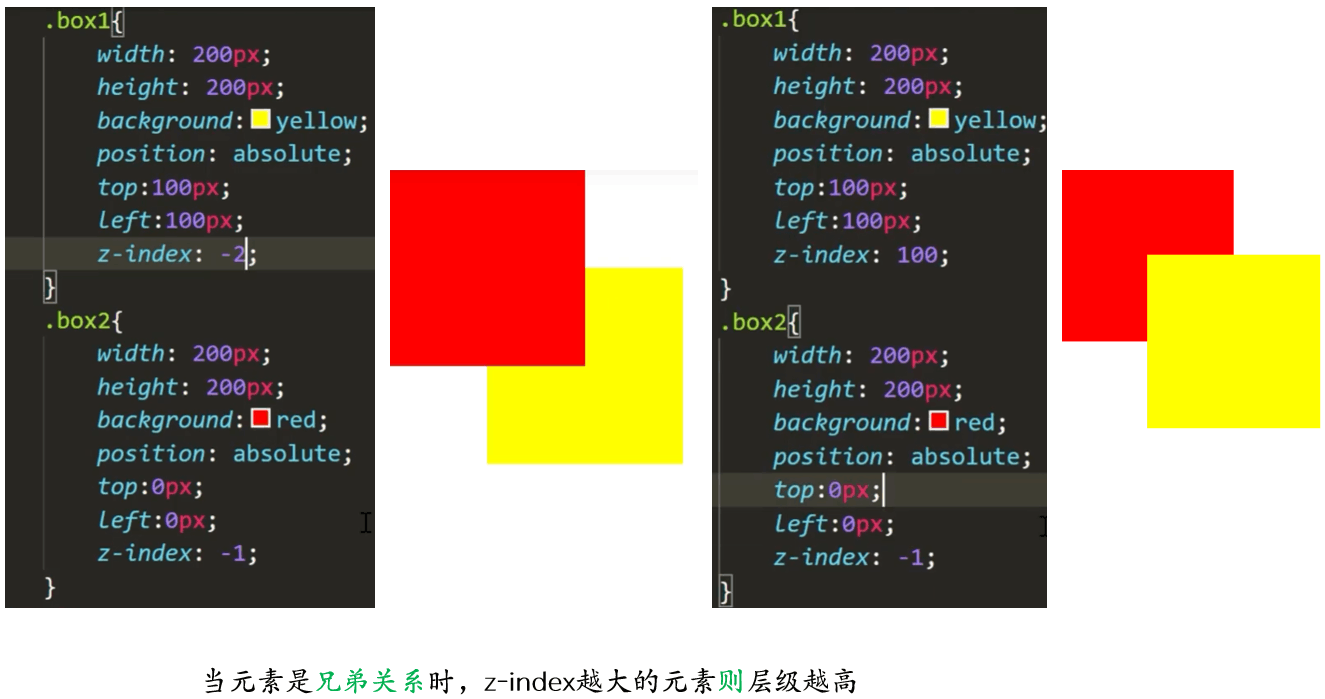 .box1{
width: 200px;
height: 200px;
background: yellow;
position: absolute;
top:100px;
left:100px;
z-index: -2;
}
.box2{
width: 200px;
height: 200px;
background: red;
position: absolute;
top:0px;
left:0px;
z-index: -1;
}
.box1{
width: 200px;
height: 200px;
background: yellow;
position: absolute;
top:100px;
left:100px;
z-index: 100;
}
.box2{
width: 200px;
height: 200px;
background: red;
position: absolute;
top:0px;
left:0px;
z-index: -1;
}
当元素是兄弟关系时，z-index越大的元素则层级越高